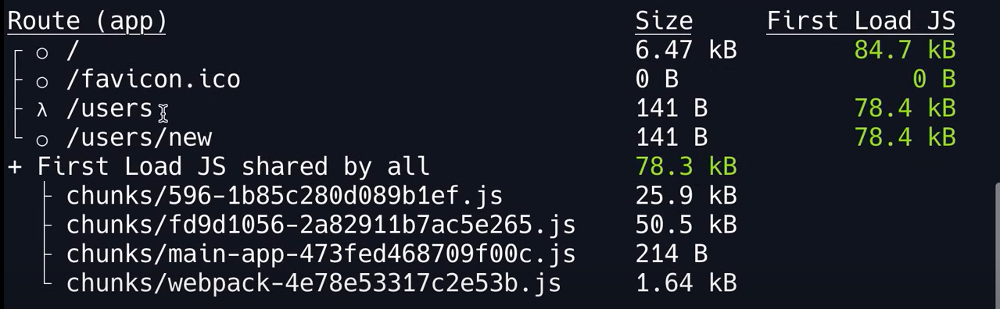 Route (app) Size First Load JS
┌ ○ / 6.47 kB 84.7 kB
├ ○ /favicon.ico 0 B 0 B
├ λ /users 141 B 78.4 kB
└ ○ /users/new 141 B 78.4 kB
+ First Load JS shared by all 78.3 kB
├ chunks/596-1b85c280d089b1ef.js 25.9 kB
├ chunks/fd9d1056-2a82911b7ac5e265.js 50.5 kB
├ chunks/main-app-473fed468709f00c.js 214 B
└ chunks/webpack-4e78e53317c2e53b.js 1.64 kB